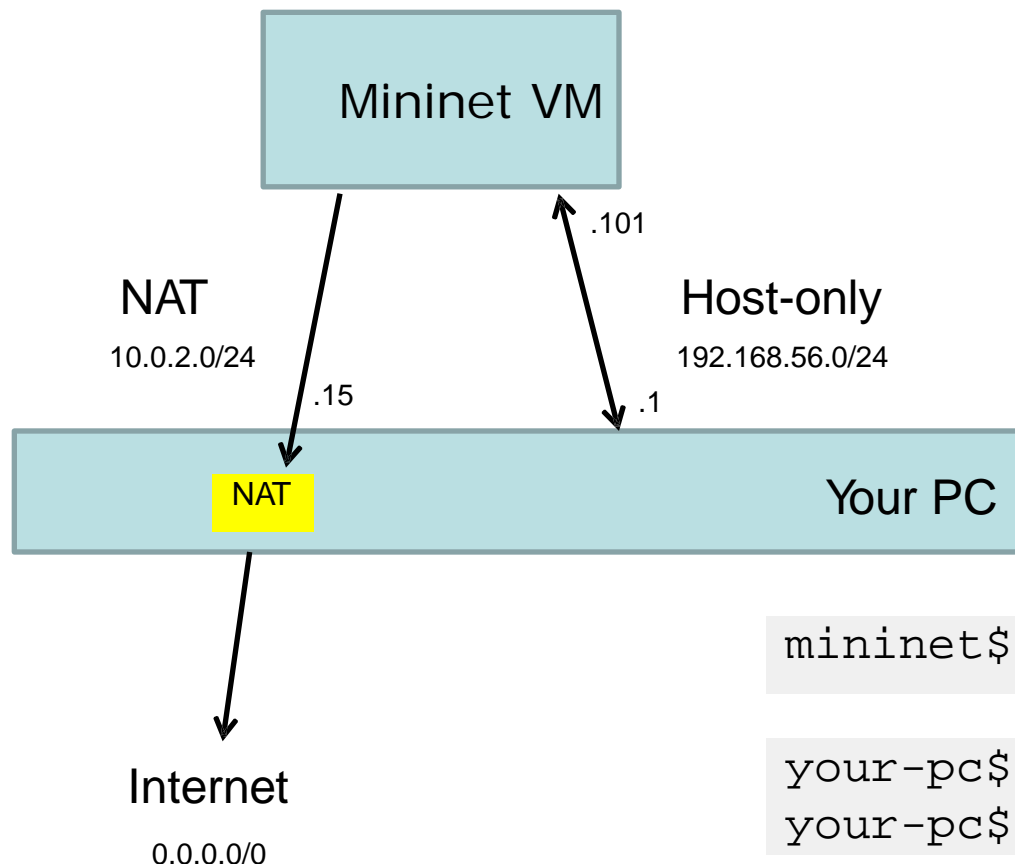 Mininet VM
.101
NAT
Host-only
10.0.2.0/24
192.168.56.0/24
.15
.1
NAT
Your PC
mininet$
your-pc$
your-pc$
Internet
0.0.0.0/0